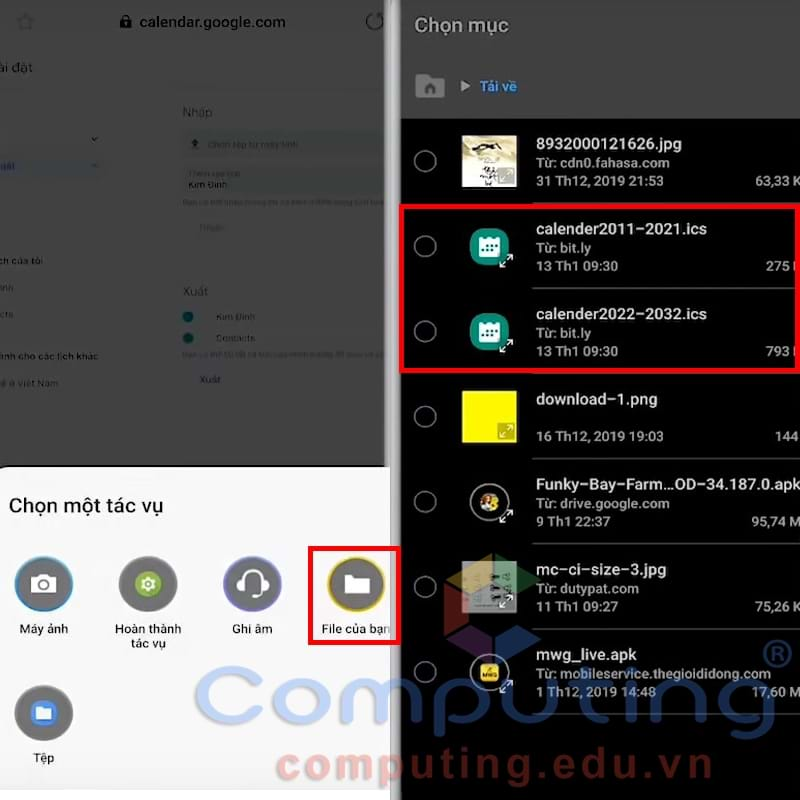 calendar.google.com
ài đặt
Nhập
Chọn tệp từ máy tính
Kim Định
ch của tôi
Xuất
Kim Định
Contacts
ành cho các lịch khác
ễ ở Việt Nam
Xuất
Chọn một tác vụ
Máy ảnh
Hoàn thành
tác vụ
Ghi âm
File của bạn
Tệp
Chọn mục
Tải về
8932000121626.jpg
Từ: cdn0.fahasa.com
31 Th12, 2019 21:53
63,33 K
calender2011-2021.ics
Từ: bit.ly
13 Th1 09:30
275
calender2022-2032.ics
Từ: bit.ly
13 Th1 09:30
793
download-1.png
16 Th12, 2019 19:03
144
Funky-Bay-Farm...OD-34.187.0.apk
Từ: drive.google.com
9 Th1 22:37
95,74 M
mc-ci-size-3.jpg
Từ: dutypat.com
11 Th1 09:27
75,26 K
mwg_live.apk
Từ: mobileservice.thegioididong.com
1 Th12, 2019 14:48
17,60 M
MWG
Computing®
computing.edu.vn